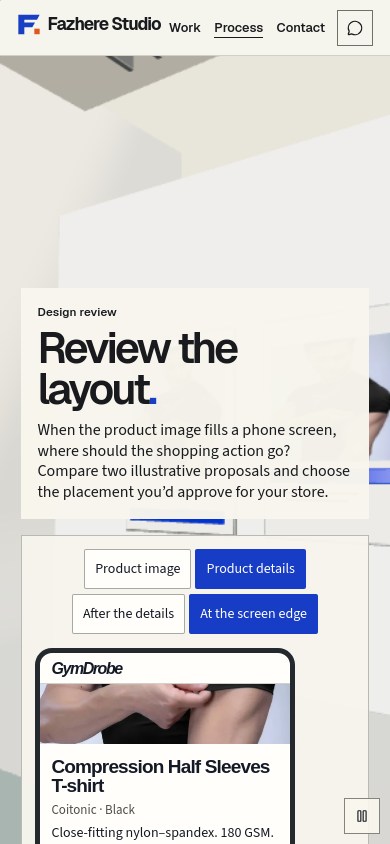 Fazhere Studio
Work
Process
Contact
Design review
Review the
layout.
When the product image fills a phone screen,
where should the shopping action go?
Compare two illustrative proposals and choose
the placement you’d approve for your store.
Product image
Product details
After the details
At the screen edge
GymDrobe
Compression Half Sleeves
T-shirt
Coitonic · Black
Close-fitting nylon–spandex. 180 GSM.